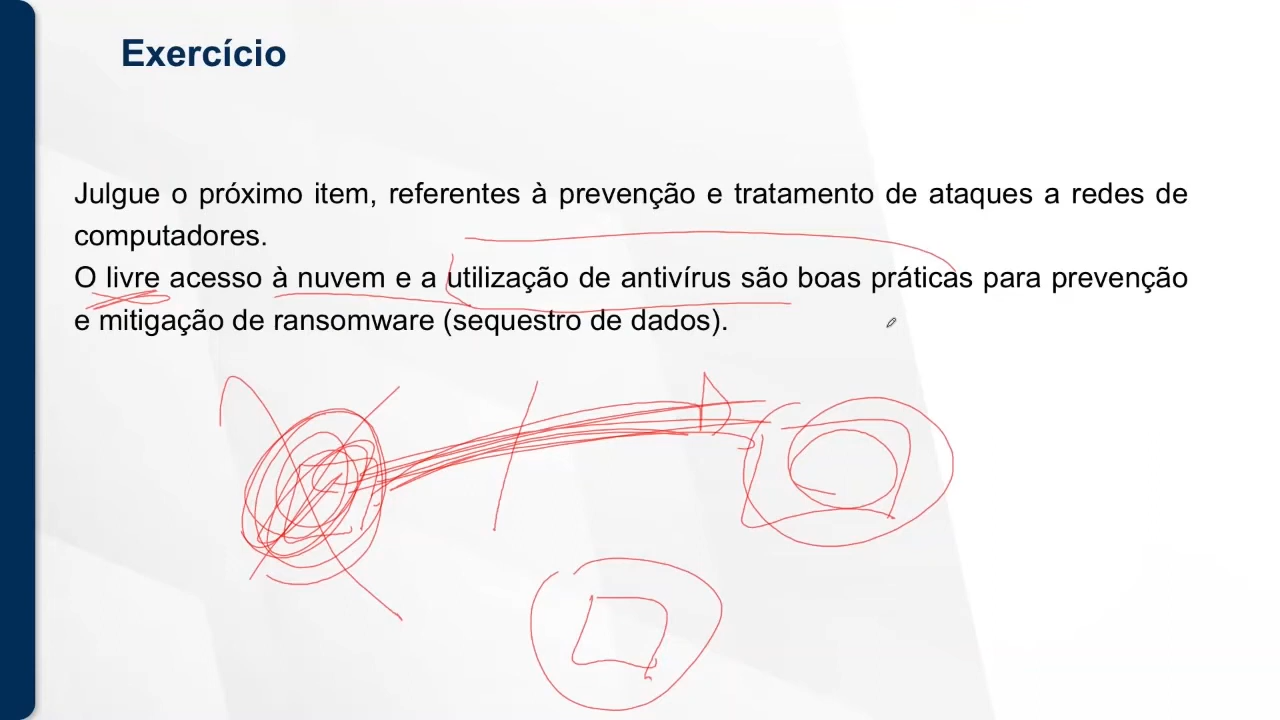 Exercício
Julgue o próximo item, referentes à prevenção e tratamento de ataques a redes de
computadores.
O livre acesso à nuvem e a utilização de antivírus são boas práticas para prevenção
e mitigação de ransomware (sequestro de dados).